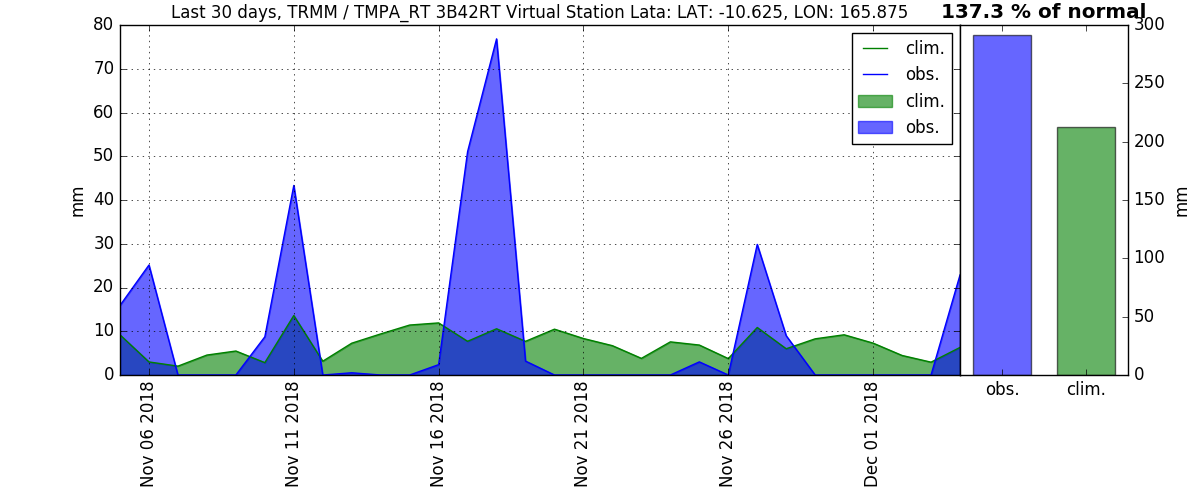 Last 30 days, TRMM / TMPA_RT 3B42RT Virtual Station Lata: LAT: -10.625, LON: 165.875
137.3 % of normal
80
70
60
50
40
30
20
10
0
mm
clim.
obs.
clim.
obs.
300
250
200
150
100
50
0
mm
obs.
clim.
Nov 06 2018
Nov 11 2018
Nov 16 2018
Nov 21 2018
Nov 26 2018
Dec 01 2018